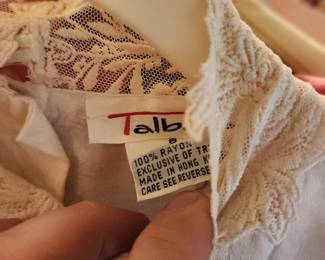 Talb
8
100% RAYON
EXCLUSIVE OF TR
MADE IN HONG K
CARE SEE REVERSE